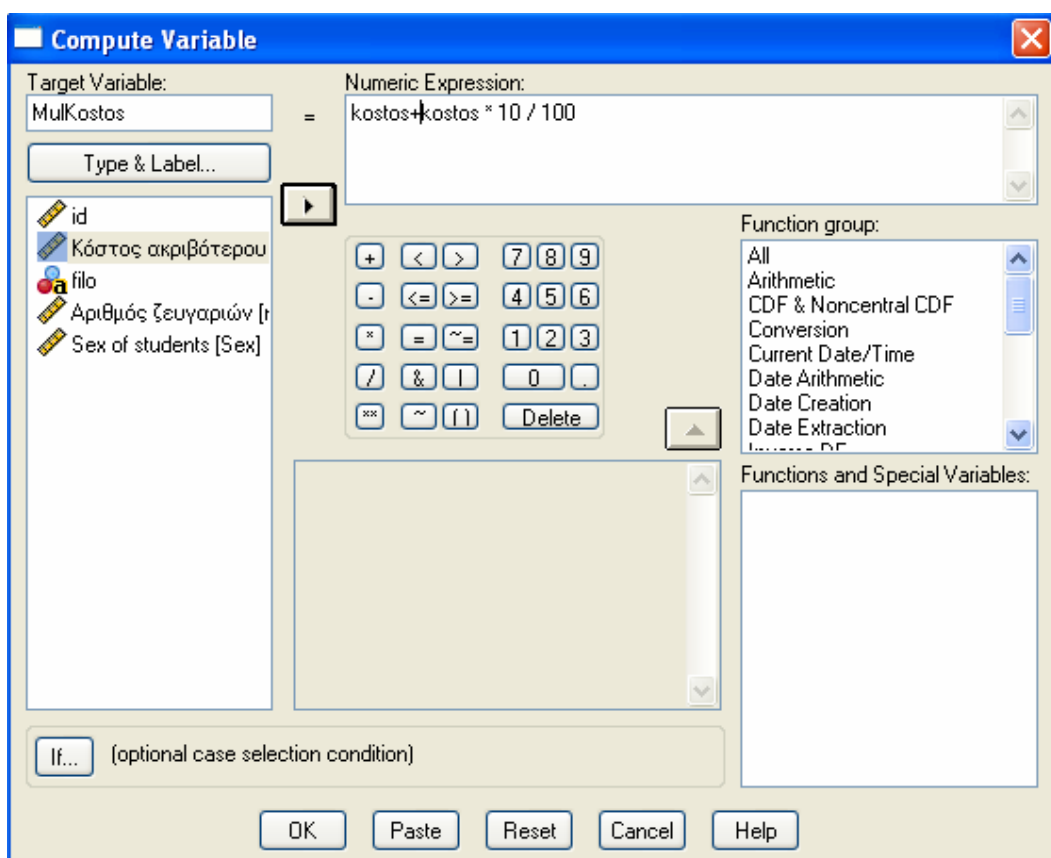 Compute Variable
Target Variable:
MulKostos
Type & Label...
=
Numeric Expression:
kostos+kostos * 10 / 100
id
Κόστος ακριβότερου
filo
Αριθμός ζευγαριών [r
Sex of students [Sex]
+ < > 7 8 9
- <= >= 4 5 6
* = ~= 1 2 3
/ & | 0 .
** ~ () Delete
Function group:
All
Arithmetic
CDF & Noncentral CDF
Conversion
Current Date/Time
Date Arithmetic
Date Creation
Date Extraction
Functions and Special Variables:
If... (optional case selection condition)
OK Paste Reset Cancel Help